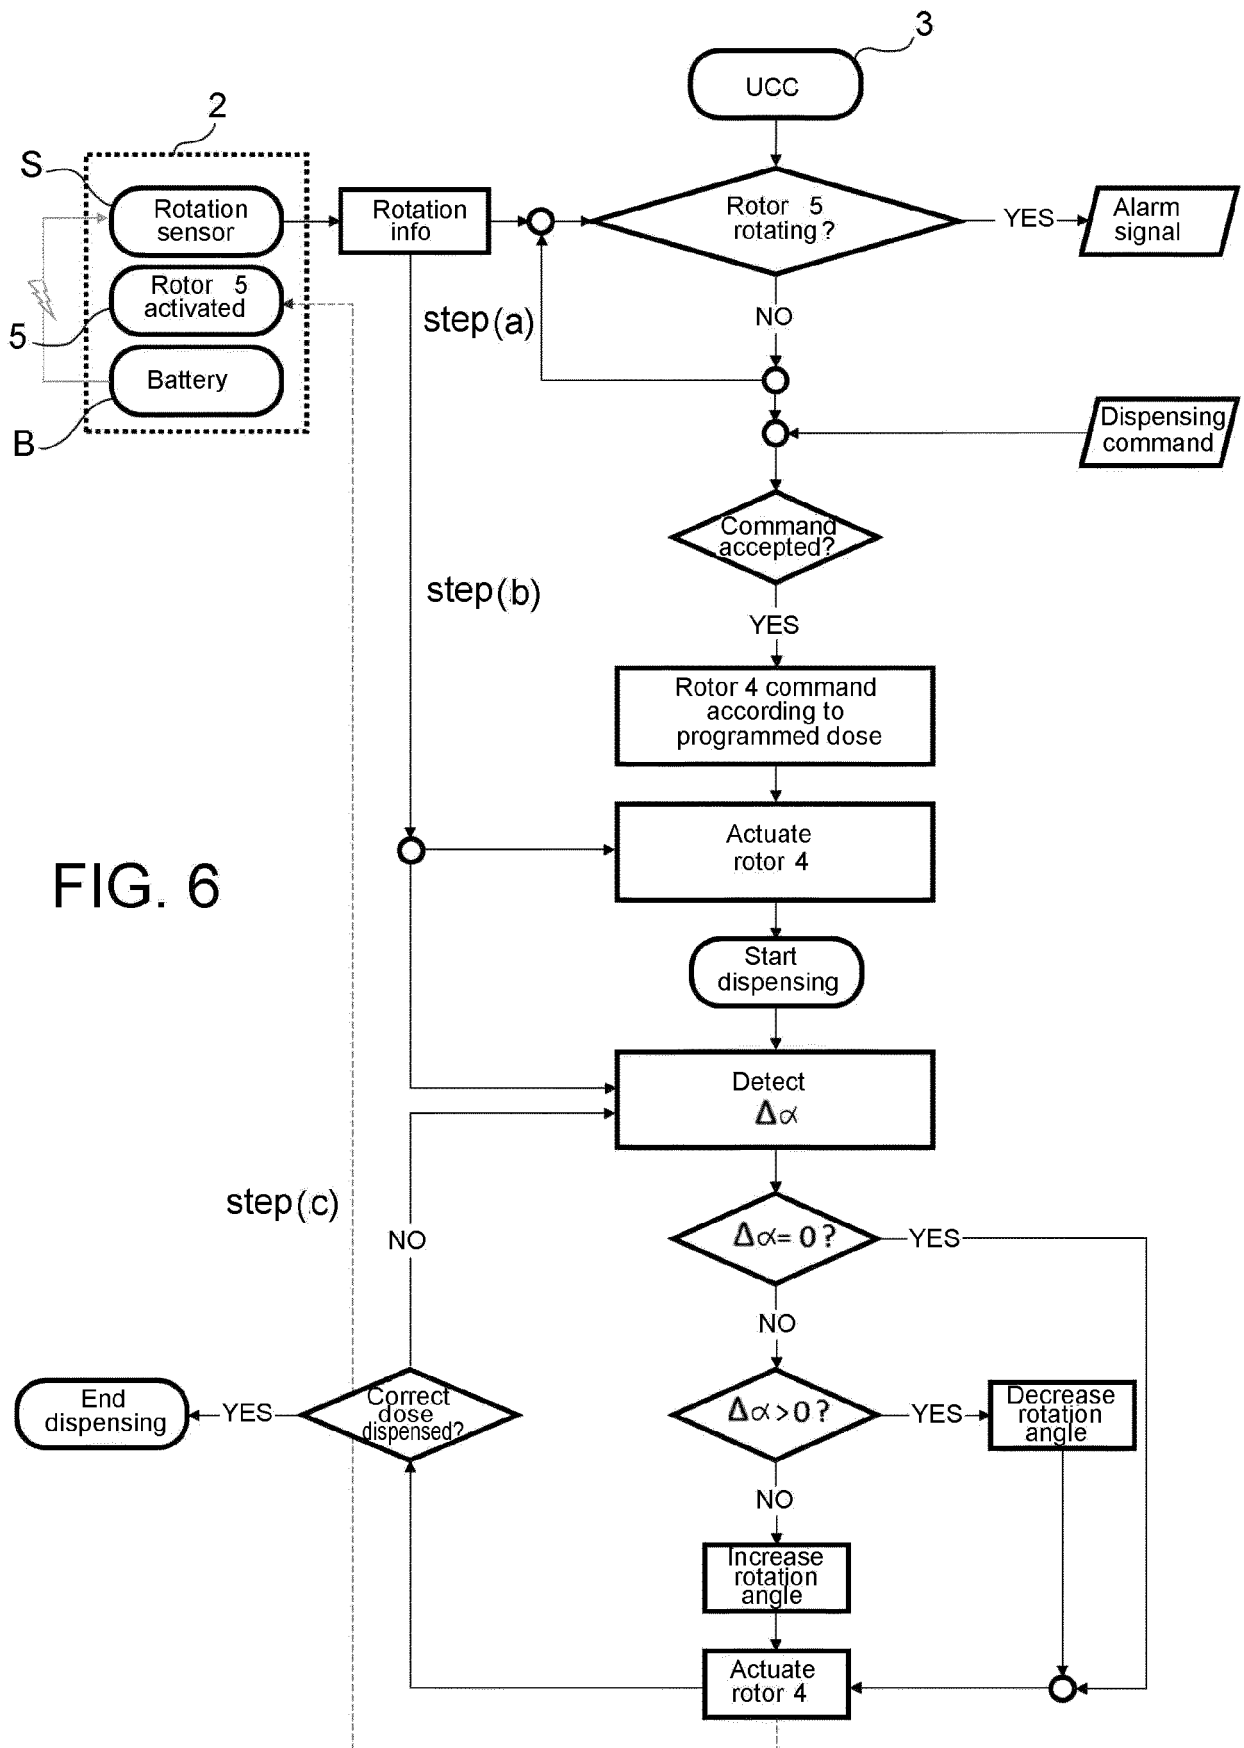 3
UCC
2
S
Rotation
sensor
Rotation
info
Rotor 5
rotating?
YES
Alarm
signal
Rotor 5
activated
5
step(a)
NO
Battery
B
Dispensing
command
Command
accepted?
step(b)
YES
Rotor 4 command
according to
programmed dose
Actuate
rotor 4
FIG. 6
Start
dispensing
Detect
Δα
step(c)
NO
Δα= 0?
YES
NO
End
dispensing
YES
Correct
dose
dispensed?
Δα>0?
YES
Decrease
rotation
angle
NO
Increase
rotation
angle
Actuate
rotor 4